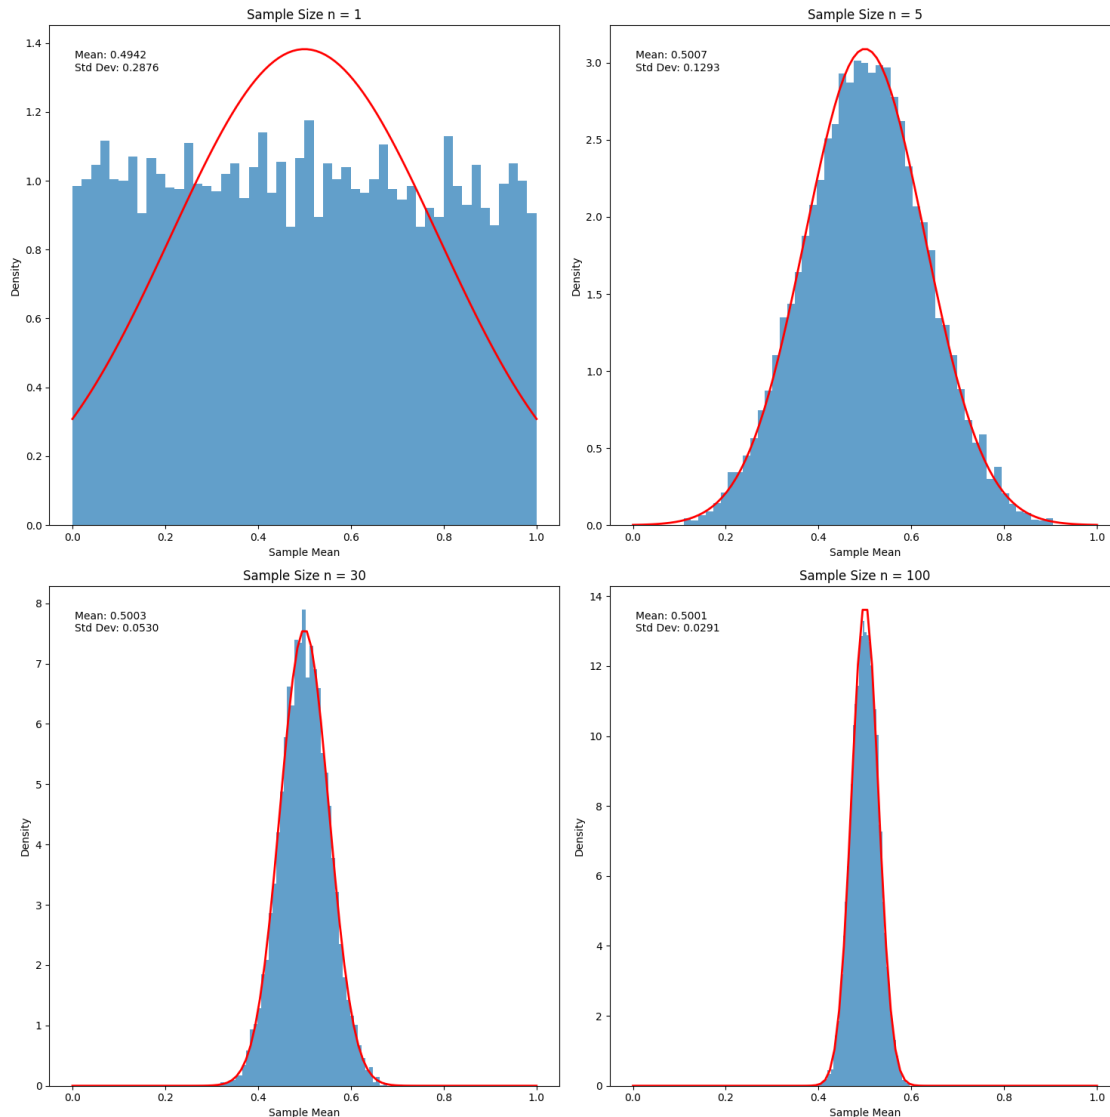 Sample Size n = 1
Mean: 0.4942
Std Dev: 0.2876
1.4
1.2
1.0
0.8
0.6
0.4
0.2
0.0
Density
0.0 0.2 0.4 0.6 0.8 1.0
Sample Mean
Sample Size n = 5
Mean: 0.5007
Std Dev: 0.1293
3.0
2.5
2.0
1.5
1.0
0.5
0.0
Density
0.0 0.2 0.4 0.6 0.8 1.0
Sample Mean
Sample Size n = 30
Mean: 0.5003
Std Dev: 0.0530
8
7
6
5
4
3
2
1
0
Density
0.0 0.2 0.4 0.6 0.8 1.0
Sample Mean
Sample Size n = 100
Mean: 0.5001
Std Dev: 0.0291
14
12
10
8
6
4
2
0
Density
0.0 0.2 0.4 0.6 0.8 1.0
Sample Mean